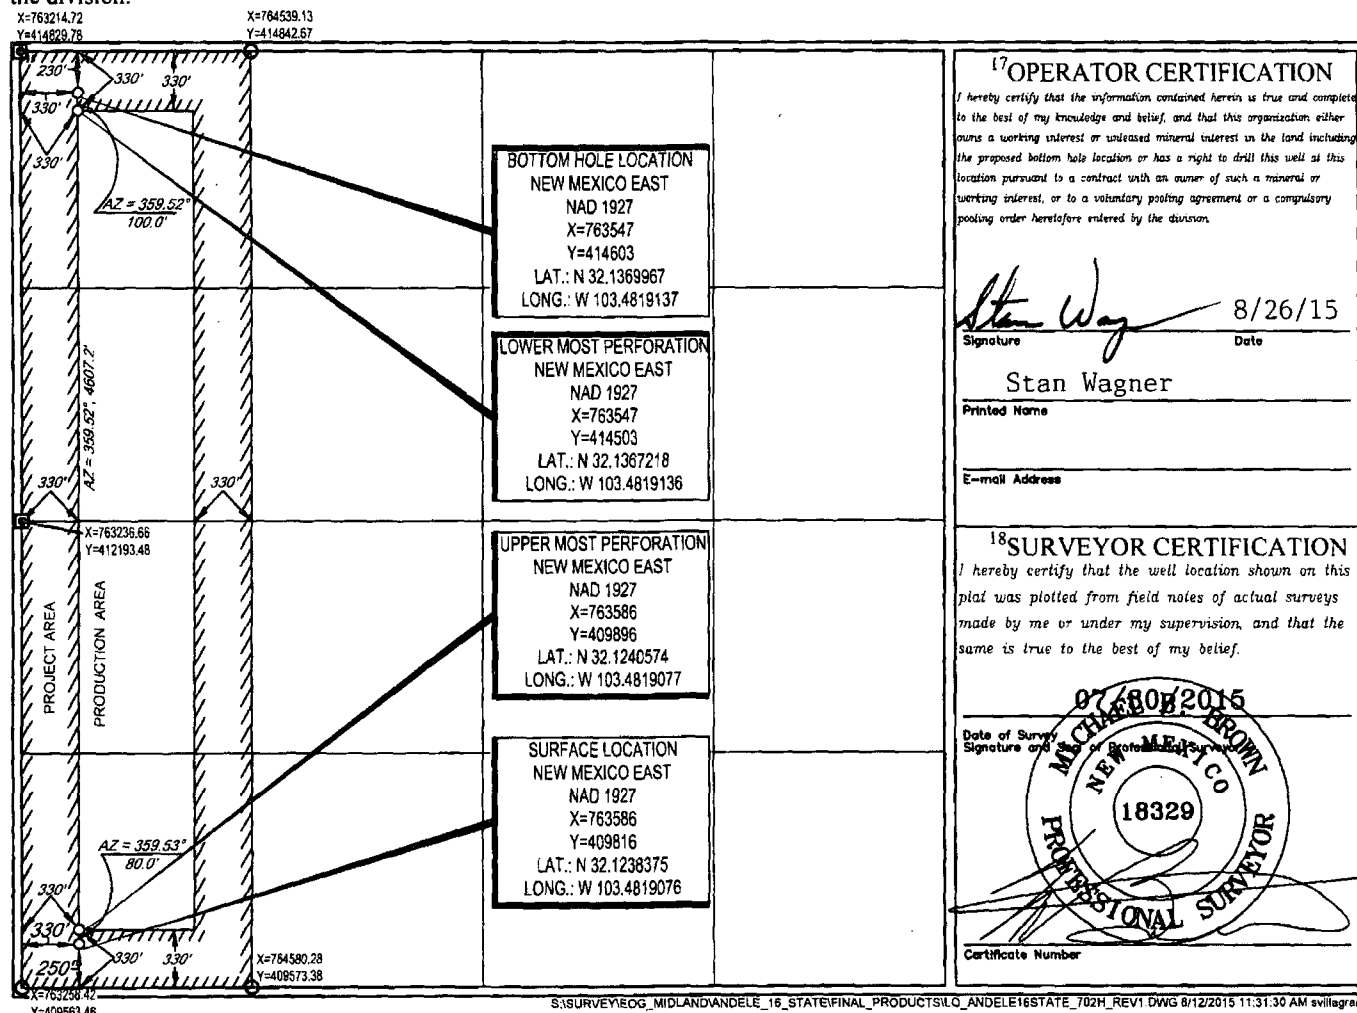 the division.
X=763214.72
Y=414829.78
X=764539.13
Y=414842.67
230'
330'
330'
330'
330'
AZ = 359.52°
100.0'
AZ = 359.52°, 4607.2'
330'
330'
X=763236.66
Y=412193.48
PROJECT AREA
PRODUCTION AREA
AZ = 359.53°
80.0'
330'
330'
330'
330'
250'
X=764580.28
Y=409573.38
X=763258.42
Y=409563.46
BOTTOM HOLE LOCATION
NEW MEXICO EAST
NAD 1927
X=763547
Y=414603
LAT.: N 32.1369967
LONG.: W 103.4819137
LOWER MOST PERFORATION
NEW MEXICO EAST
NAD 1927
X=763547
Y=414503
LAT.: N 32.1367218
LONG.: W 103.4819136
UPPER MOST PERFORATION
NEW MEXICO EAST
NAD 1927
X=763586
Y=409896
LAT.: N 32.1240574
LONG.: W 103.4819077
SURFACE LOCATION
NEW MEXICO EAST
NAD 1927
X=763586
Y=409816
LAT.: N 32.1238375
LONG.: W 103.4819076
17 OPERATOR CERTIFICATION
I hereby certify that the information contained herein is true and complete
to the best of my knowledge and belief, and that this organization either
owns a working interest or unleased mineral interest in the land including
the proposed bottom hole location or has a right to drill this well at this
location pursuant to a contract with an owner of such a mineral or
working interest, or to a voluntary pooling agreement or a compulsory
pooling order heretofore entered by the division.
Stan Wag
8/26/15
Signature
Date
Stan Wagner
Printed Name
E-mail Address
18 SURVEYOR CERTIFICATION
I hereby certify that the well location shown on this
plat was plotted from field notes of actual surveys
made by me or under my supervision, and that the
same is true to the best of my belief.
07/30/2015
Date of Survey
Signature and Seal of Professional Surveyor
MICHAEL B. BROWN
NEW MEXICO
18329
PROFESSIONAL SURVEYOR
Certificate Number
S:\SURVEY\EOG_MIDLAND\ANDELE_16_STATE\FINAL_PRODUCTS\LO_ANDELE16STATE_702H_REV1.DWG 8/12/2015 11:31:30 AM svillagra